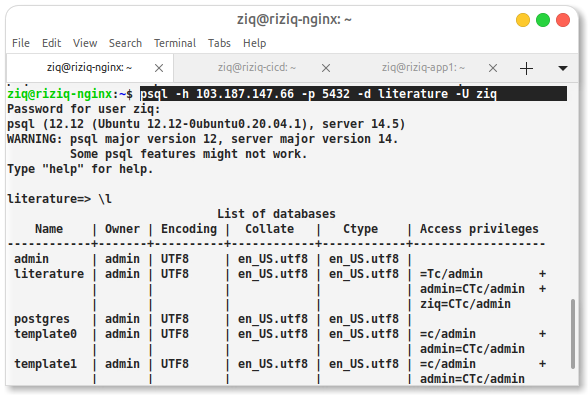 ziq@riziq-nginx: ~
File Edit View Search Terminal Tabs Help
ziq@riziq-nginx: ~ × ziq@riziq-cicd: ~ × ziq@riziq-app1: ~ ×
ziq@riziq-nginx:~$ psql -h 103.187.147.66 -p 5432 -d literature -U ziq
Password for user ziq:
psql (12.12 (Ubuntu 12.12-0ubuntu0.20.04.1), server 14.5)
WARNING: psql major version 12, server major version 14.
         Some psql features might not work.
Type "help" for help.

literature=> \l
                              List of databases
    Name    | Owner | Encoding |  Collate   |   Ctype    | Access privileges
------------+-------+----------+------------+------------+-------------------
 admin      | admin | UTF8     | en_US.utf8 | en_US.utf8 |
 literature | admin | UTF8     | en_US.utf8 | en_US.utf8 | =Tc/admin        +
            |       |          |            |            | admin=CTc/admin  +
            |       |          |            |            | ziq=CTc/admin
 postgres   | admin | UTF8     | en_US.utf8 | en_US.utf8 |
 template0  | admin | UTF8     | en_US.utf8 | en_US.utf8 | =c/admin         +
            |       |          |            |            | admin=CTc/admin
 template1  | admin | UTF8     | en_US.utf8 | en_US.utf8 | =c/admin         +
            |       |          |            |            | admin=CTc/admin